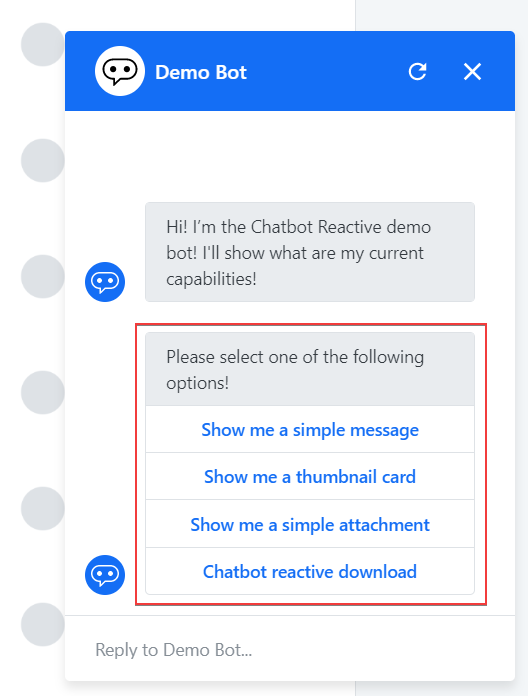 Demo Bot
Hi! I’m the Chatbot Reactive demo
bot! I'll show what are my current
capabilities!
Please select one of the following
options!
Show me a simple message
Show me a thumbnail card
Show me a simple attachment
Chatbot reactive download
Reply to Demo Bot...